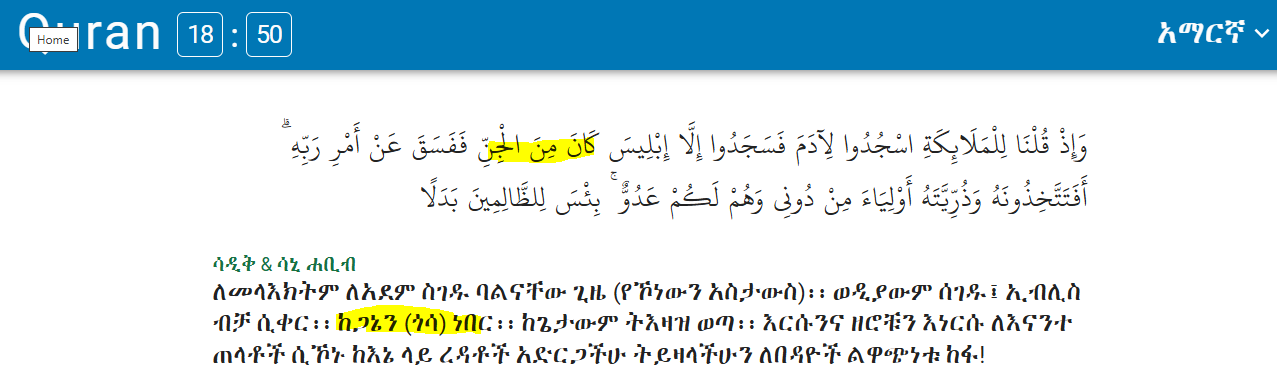 Quran 18 : 50 አማርኛ
Home
وَإِذْ قُلْنَا لِلْمَلَائِكَةِ اسْجُدُوا لِآدَمَ فَسَجَدُوا إِلَّا إِبْلِيسَ كَانَ مِنَ الْجِنِّ فَفَسَقَ عَنْ أَمْرِ رَبِّهِ ۗ
أَفَتَتَّخِذُونَهُ وَذُرِّيَّتَهُ أَوْلِيَاءَ مِنْ دُونِي وَهُمْ لَكُمْ عَدُوٌّ ۚ بِئْسَ لِلظَّالِمِينَ بَدَلًا
ሳዲቅ & ሳኒ ሐቢብ
ለመላእክትም ለአደም ስገዱ ባልናቸው ጊዜ (የኾነውን አስታውስ)፡፡ ወዲያውም ሰገዱ፤ ኢብሊስ
ብቻ ሲቀር፡፡ ከጋኔን (ጎሳ) ነበር፡፡ ከጌታውም ትእዛዝ ወጣ፡፡ እርሱንና ዘሮቹን እነርሱ ለእናንተ
ጠላቶች ሲኾኑ ከእኔ ላይ ረዳቶች አድርጋችሁ ትይዛላችሁን ለበዳዮች ልዋጭነቱ ከፋ!